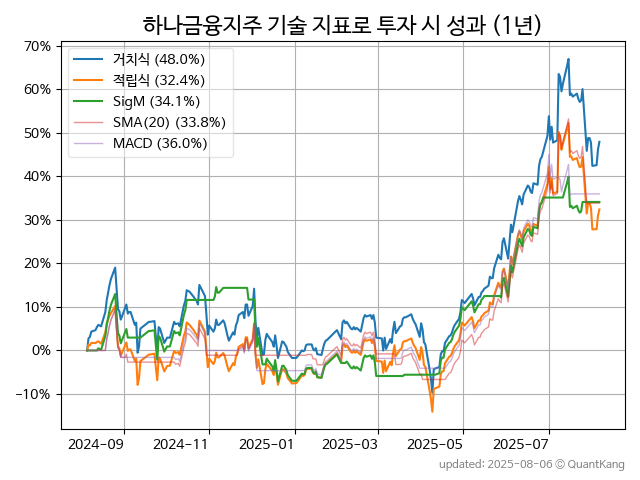 하나금융지주 기술 지표로 투자 시 성과 (1년)
70%
60%
50%
40%
30%
20%
10%
0%
−10%
거치식 (48.0%)
적립식 (32.4%)
SigM (34.1%)
SMA(20) (33.8%)
MACD (36.0%)
2024-09 2024-11 2025-01 2025-03 2025-05 2025-07
updated: 2025-08-06 © QuantKang